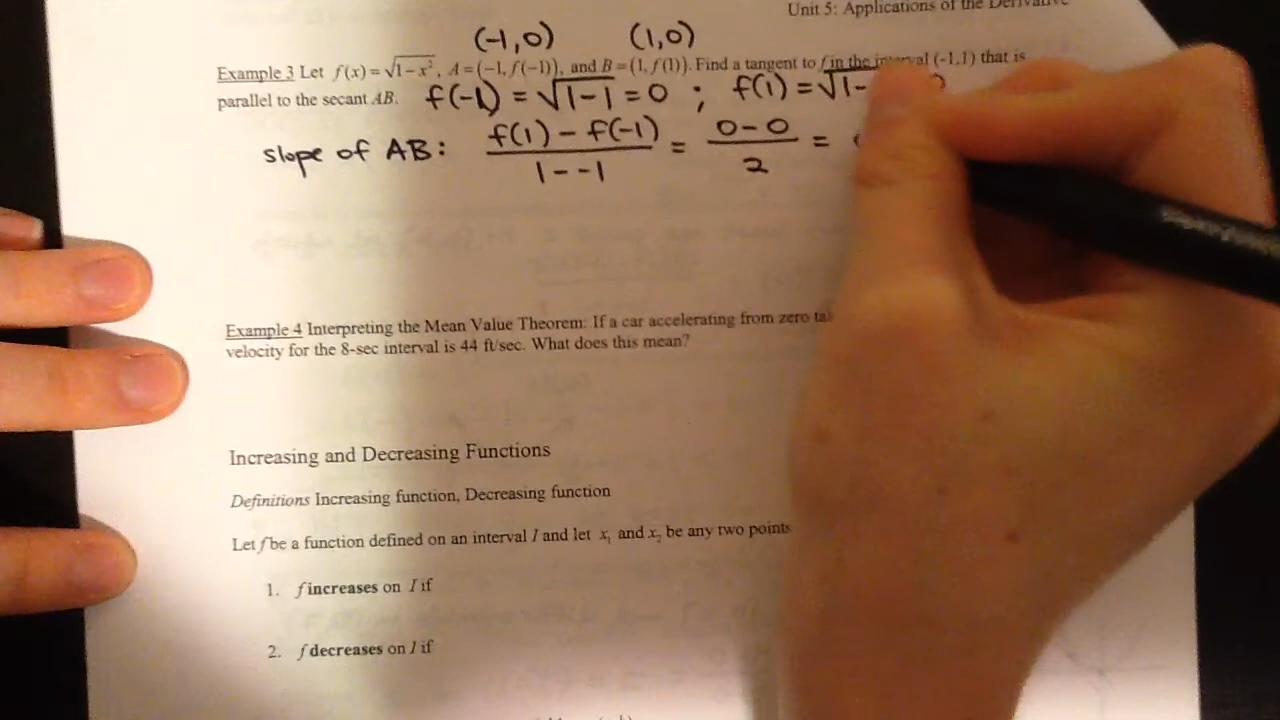 Unit 5: Applications of the Derivative
(-1,0) (1,0)
Example 3 Let f(x) = √1-x², A = (-1, f(-1)), and B = (1, f(1)). Find a tangent to f in the interval (-1,1) that is
parallel to the secant AB. f(-1) = √1-1 = 0 ; f(1) = √1-
slope of AB: f(1) - f(-1) / 1--1 = 0-0 / 2 =
Example 4 Interpreting the Mean Value Theorem: If a car accelerating from zero
velocity for the 8-sec interval is 44 ft/sec. What does this mean?
Increasing and Decreasing Functions
Definitions Increasing function, Decreasing function
Let f be a function defined on an interval I and let x₁ and x₂ be any two points
1. f increases on I if
2. f decreases on I if